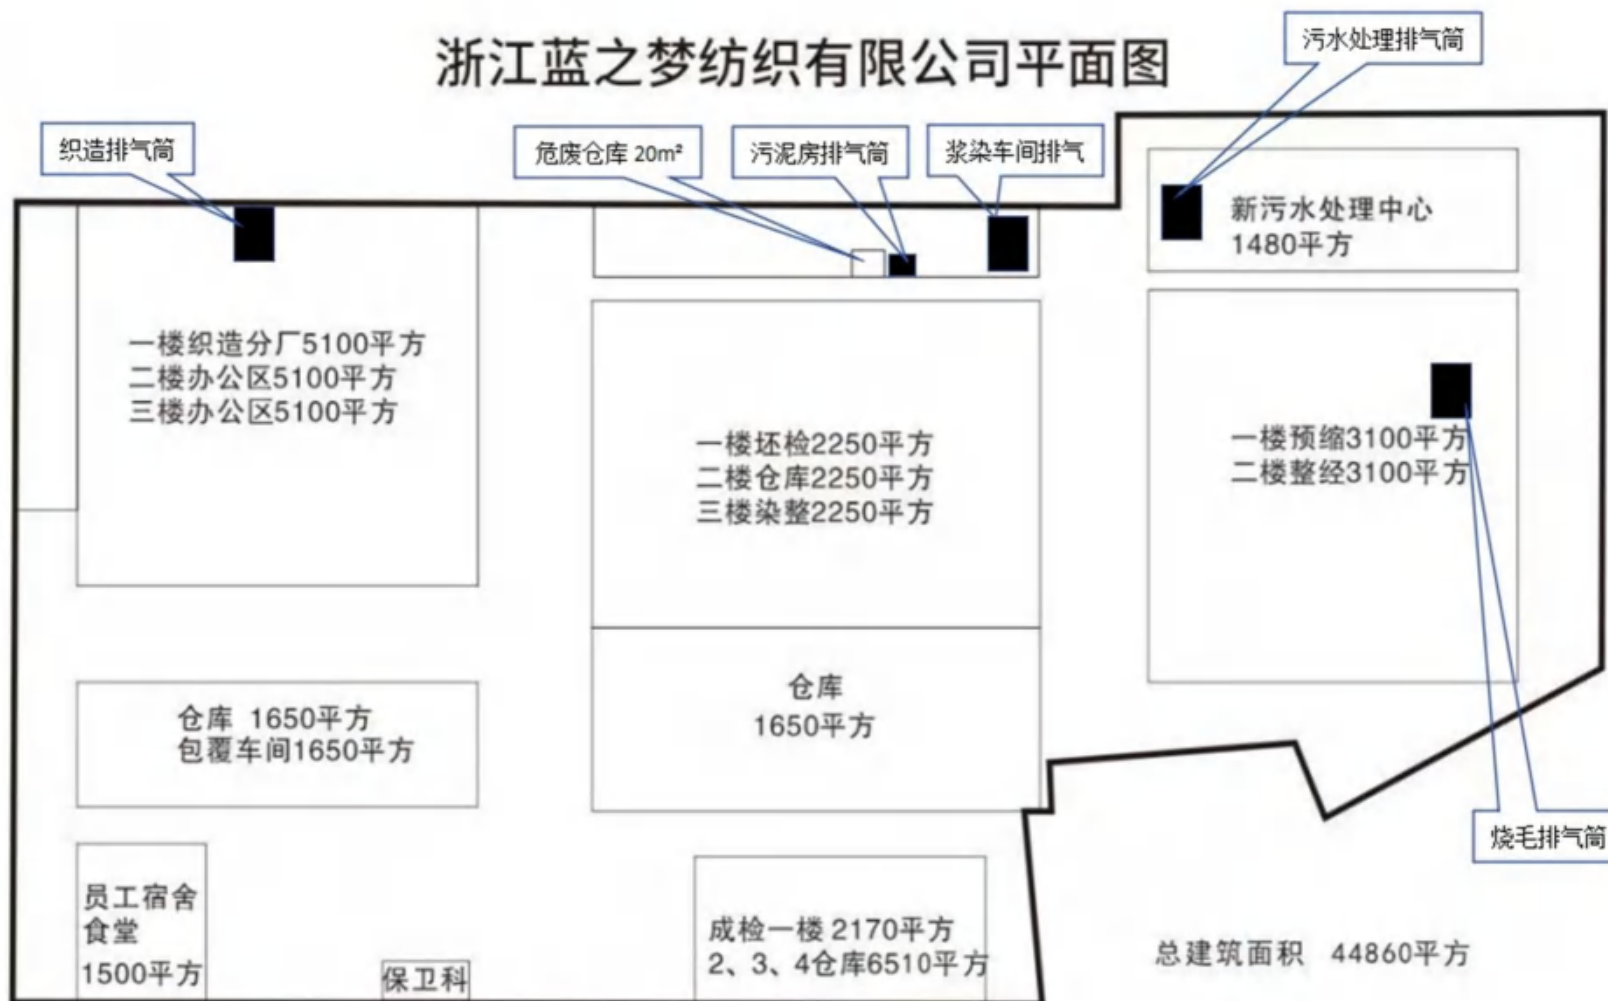 浙江蓝之梦纺织有限公司平面图
污水处理排气筒
织造排气筒
危废仓库 20m²
污泥房排气筒
浆染车间排气
新污水处理中心
1480平方
一楼织造分厂5100平方
二楼办公区5100平方
三楼办公区5100平方
一楼坯检2250平方
二楼仓库2250平方
三楼染整2250平方
一楼预缩3100平方
二楼整经3100平方
仓库 1650平方
包覆车间1650平方
仓库
1650平方
烧毛排气筒
员工宿舍
食堂
1500平方
保卫科
成检一楼 2170平方
2、3、4仓库6510平方
总建筑面积 44860平方